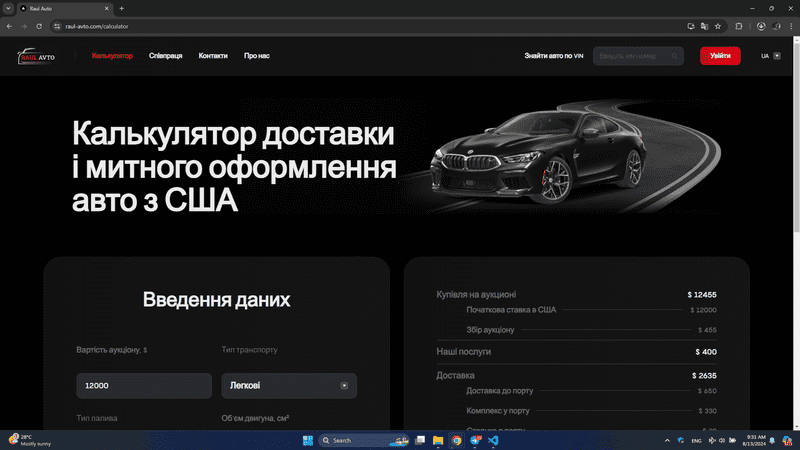 Raul Avto
raul-avto.com/calculator
RAUL AVTO
Калькулятор
Співпраця
Контакти
Про нас
Знайти авто по VIN
Введіть VIN номер
Увійти
UA
Калькулятор доставки
і митного оформлення
авто з США
Введення даних
Вартість аукціону, $
Тип транспорту
12000
Легкові
Тип палива
Об'єм двигуна, см³
Купівля на аукционі
$ 12455
Початкова ставка в США
$ 12000
Збір аукціону
$ 455
Наші послуги
$ 400
Доставка
$ 2635
Доставка до порту
$ 650
Комплекс у порту
$ 330
28°C
Mostly sunny
Search
ENG
9:31 AM
8/13/2024